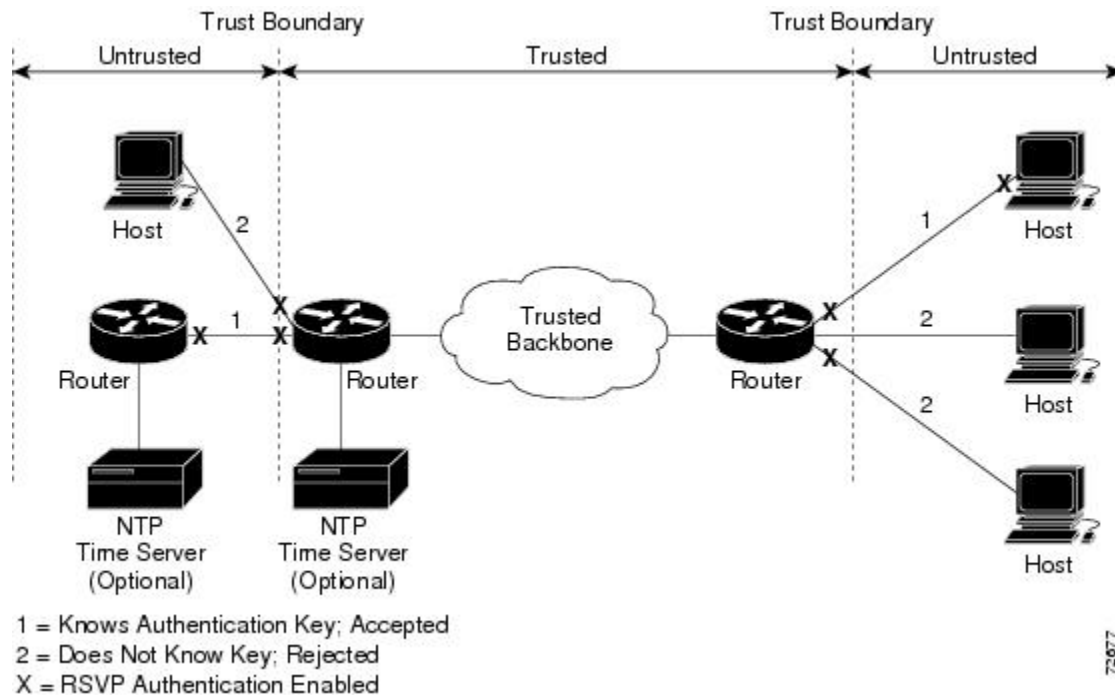 Trust Boundary
Trust Boundary
Untrusted
Trusted
Untrusted
Host
2
X
1
Host
X
1
X
X
Router
Router
Trusted
Backbone
Router
X
X
2
Host
2
Host
NTP
Time Server
(Optional)
NTP
Time Server
(Optional)
1 = Knows Authentication Key; Accepted
2 = Does Not Know Key; Rejected
X = RSVP Authentication Enabled